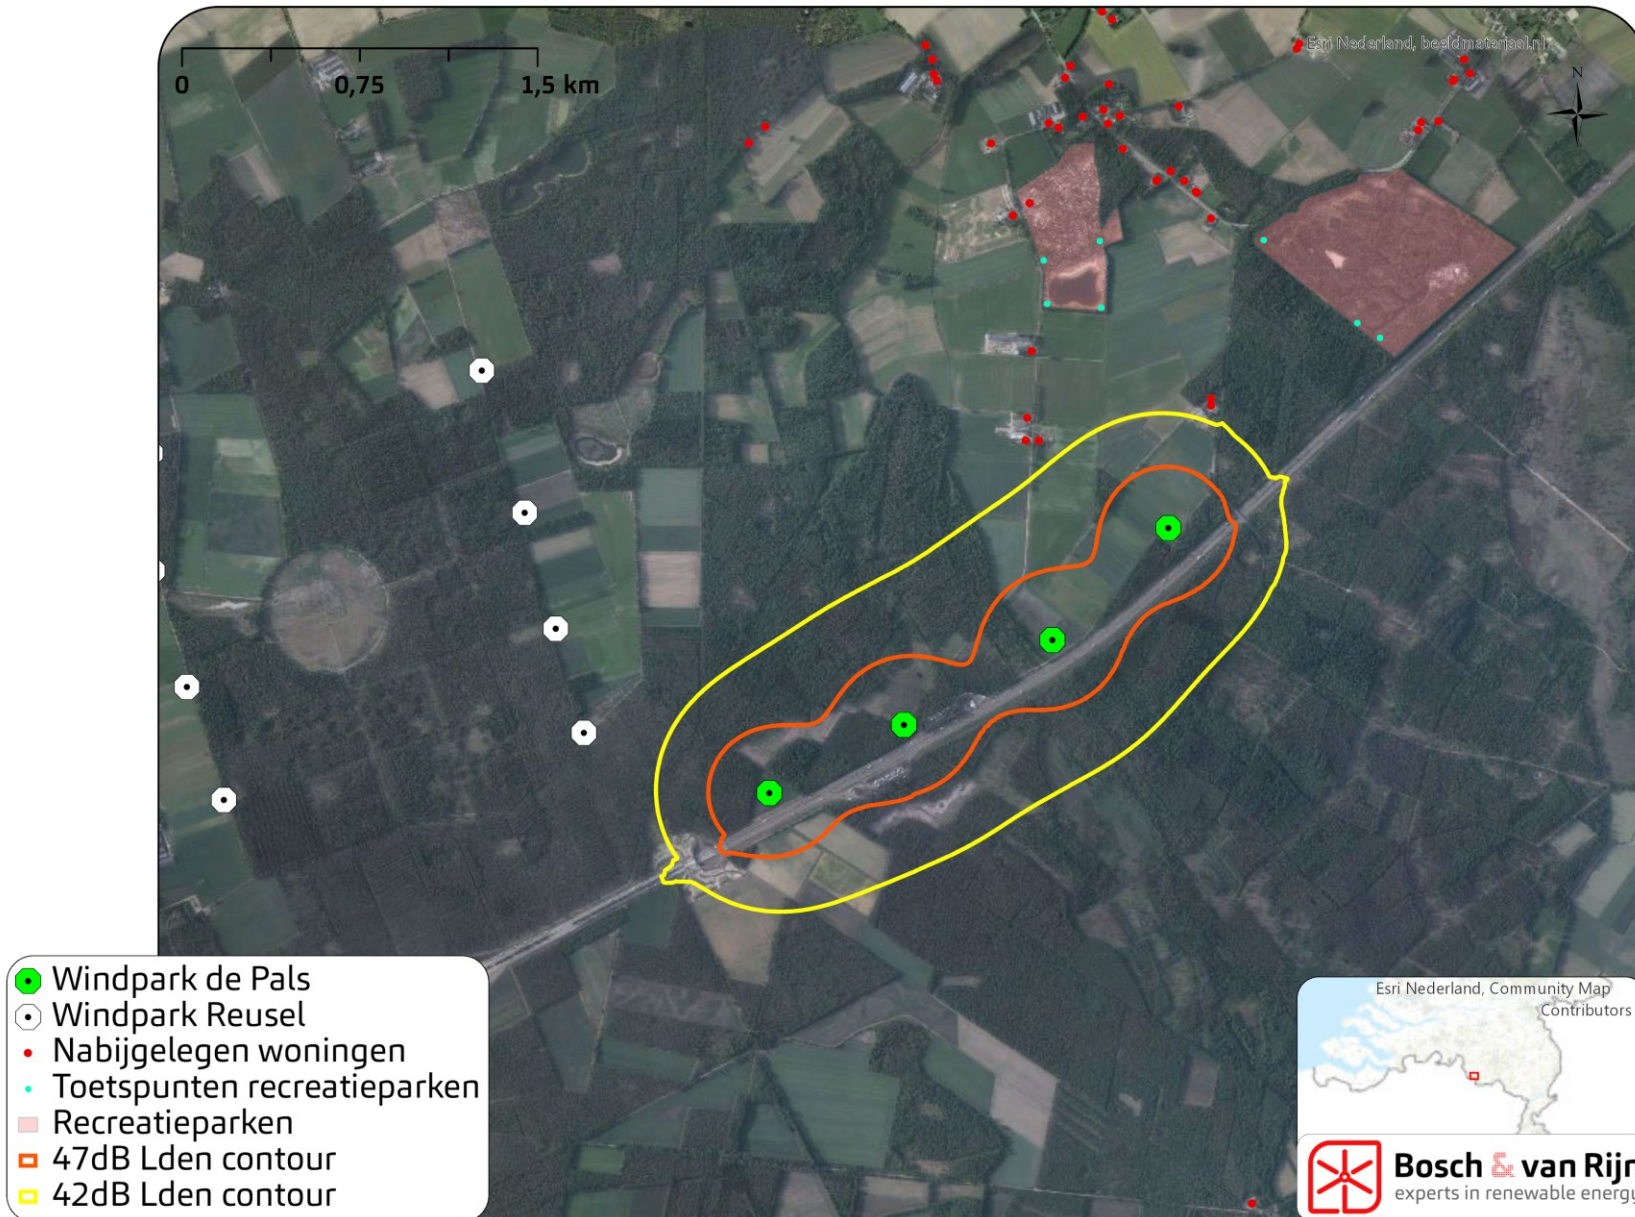 0 0,75 1,5 km
Esri Nederland, beeldmateriaal.nl
N
Windpark de Pals
Windpark Reusel
Nabijgelegen woningen
Toetspunten recreatieparken
Recreatieparken
47dB Lden contour
42dB Lden contour
Esri Nederland, Community Map
Contributors
Bosch & van Rijn
experts in renewable energy